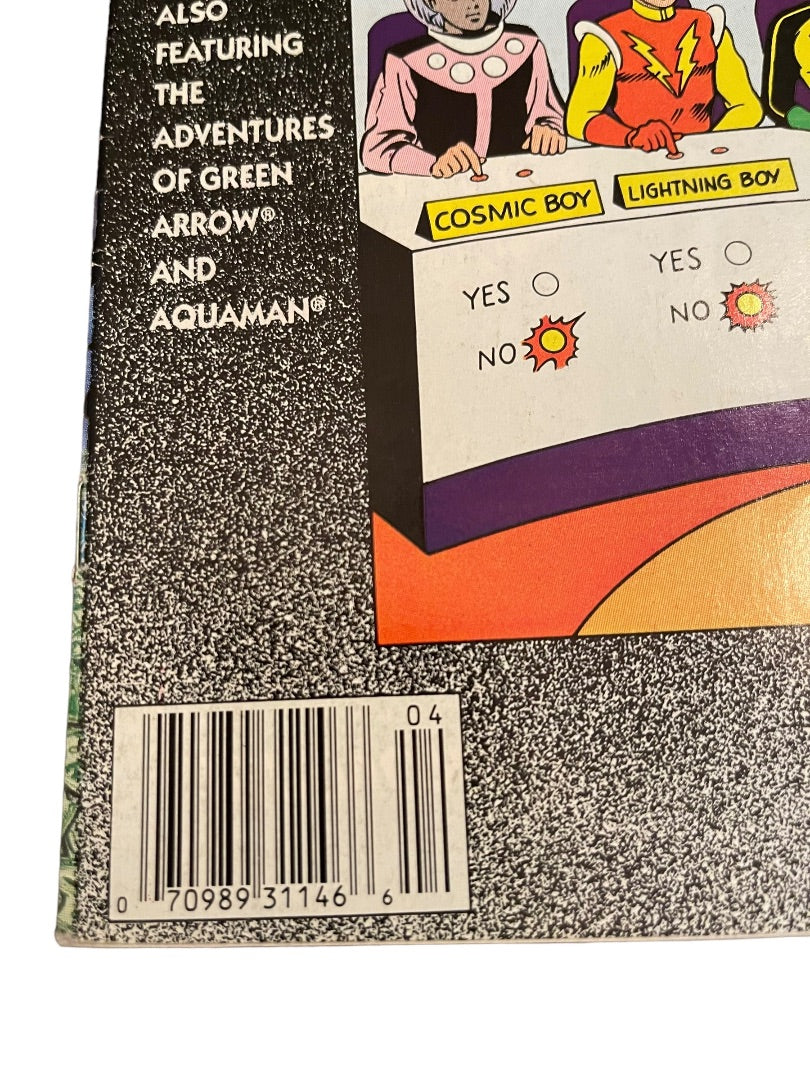 ALSO
FEATURING
THE
ADVENTURES
OF GREEN
ARROW®
AND
AQUAMAN®
COSMIC BOY
LIGHTNING BOY
YES
NO
YES
NO
04
0 70989 31146 6